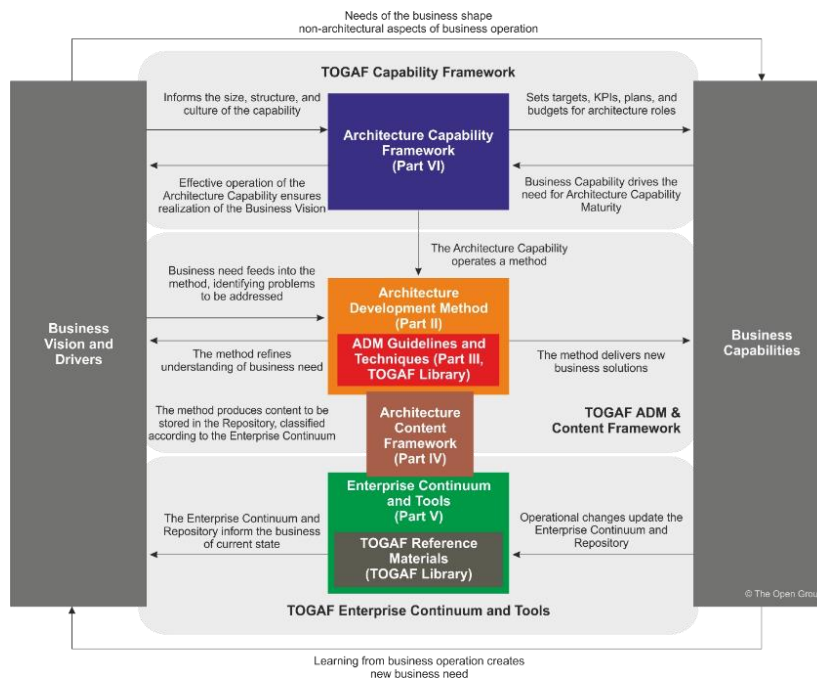 Needs of the business shape
non-architectural aspects of business operation
TOGAF Capability Framework
Informs the size, structure, and
culture of the capability
Architecture Capability
Framework
(Part VI)
Sets targets, KPIs, plans, and
budgets for architecture roles
Effective operation of the
Architecture Capability ensures
realization of the Business Vision
Business Capability drives the
need for Architecture Capability
Maturity
The Architecture Capability
operates a method
Business need feeds into the
method, identifying problems
to be addressed
Architecture
Development Method
(Part II)
Business
Vision and
Drivers
ADM Guidelines and
Techniques (Part III,
TOGAF Library)
Business
Capabilities
The method refines
understanding of business need
The method delivers new
business solutions
The method produces content to be
stored in the Repository, classified
according to the Enterprise Continuum
Architecture
Content
Framework
(Part IV)
TOGAF ADM &
Content Framework
Enterprise Continuum
and Tools
(Part V)
The Enterprise Continuum and
Repository inform the business
of current state
TOGAF Reference
Materials
(TOGAF Library)
Operational changes update the
Enterprise Continuum and
Repository
© The Open Grou
TOGAF Enterprise Continuum and Tools
Learning from business operation creates
new business need